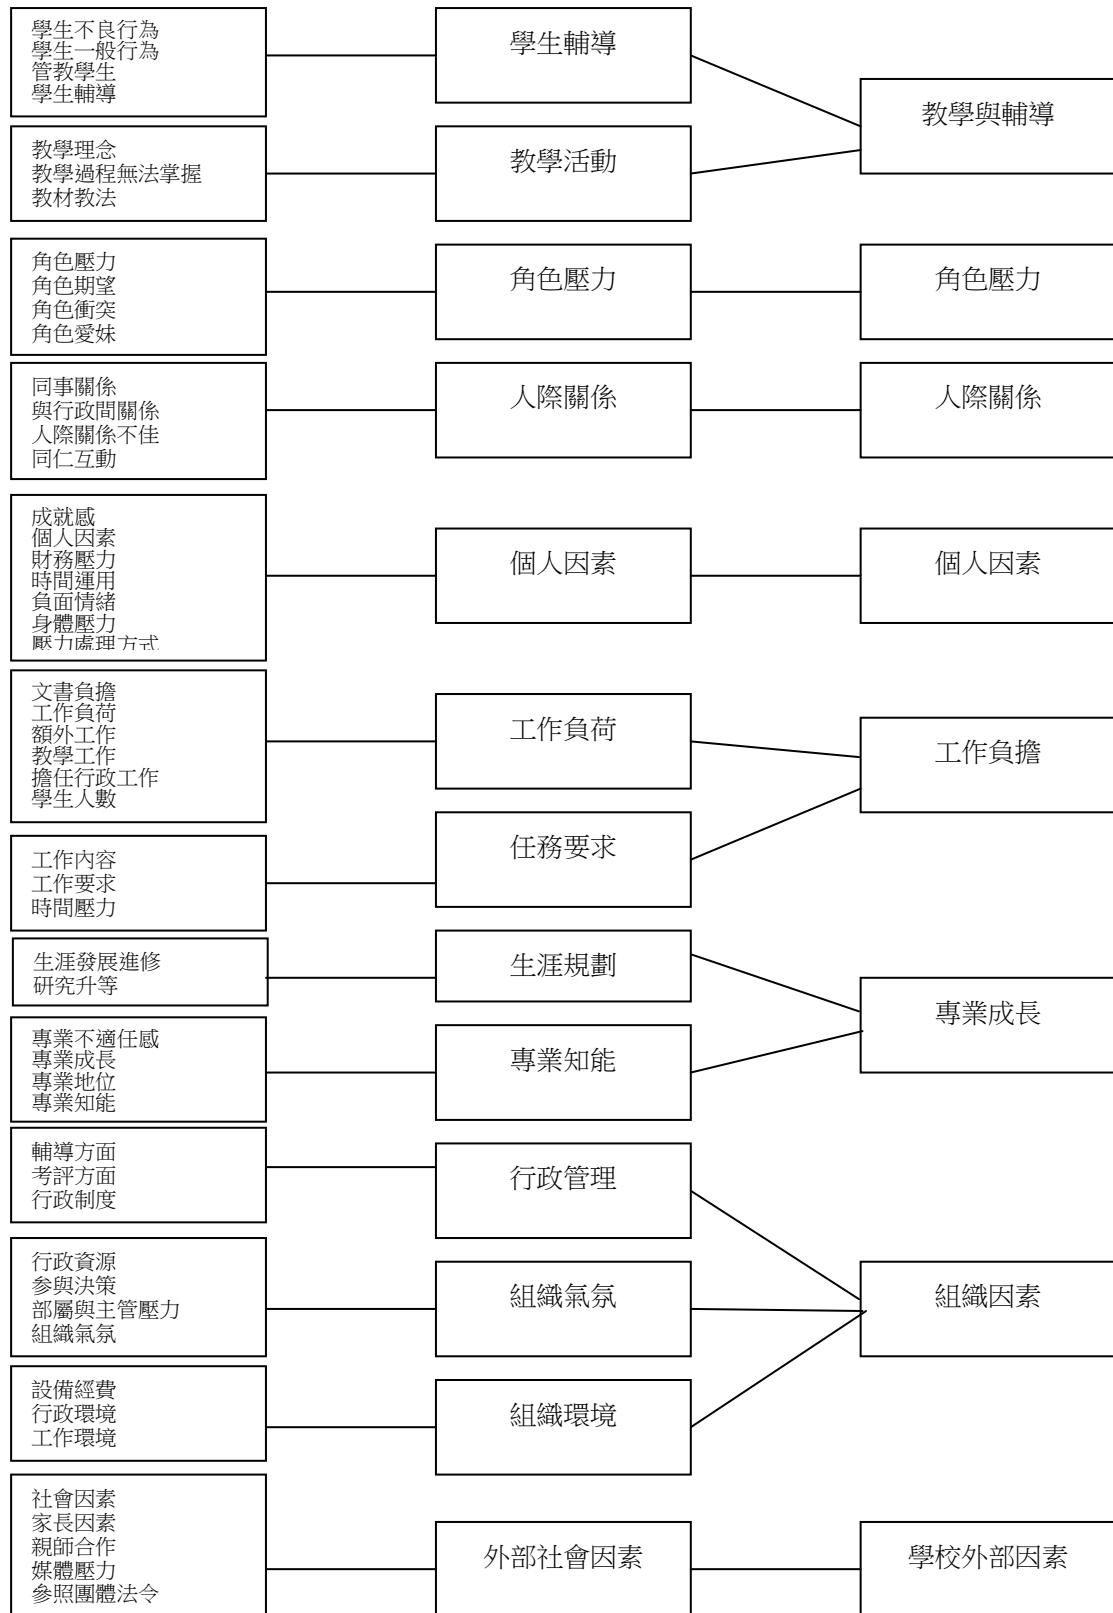 學生不良行為
學生一般行為
管教學生
學生輔導
學生輔導
教學與輔導
教學理念
教學過程無法掌握
教材教法
教學活動
角色壓力
角色期望
角色衝突
角色愛妹
角色壓力
角色壓力
同事關係
與行政間關係
人際關係不佳
同仁互動
人際關係
人際關係
成就感
個人因素
財務壓力
時間運用
負面情緒
身體壓力
壓力處理方式
個人因素
個人因素
文書負擔
工作負荷
額外工作
教學工作
擔任行政工作
學生人數
工作負荷
工作負擔
工作內容
工作要求
時間壓力
任務要求
生涯發展進修
研究升等
生涯規劃
專業成長
專業不適任感
專業成長
專業地位
專業知能
專業知能
輔導方面
考評方面
行政制度
行政管理
行政資源
参與決策
部屬與主管壓力
組織氣氛
組織氣氛
組織因素
設備經費
行政環境
工作環境
組織環境
社會因素
家長因素
親師合作
媒體壓力
參照團體法令
外部社會因素
學校外部因素